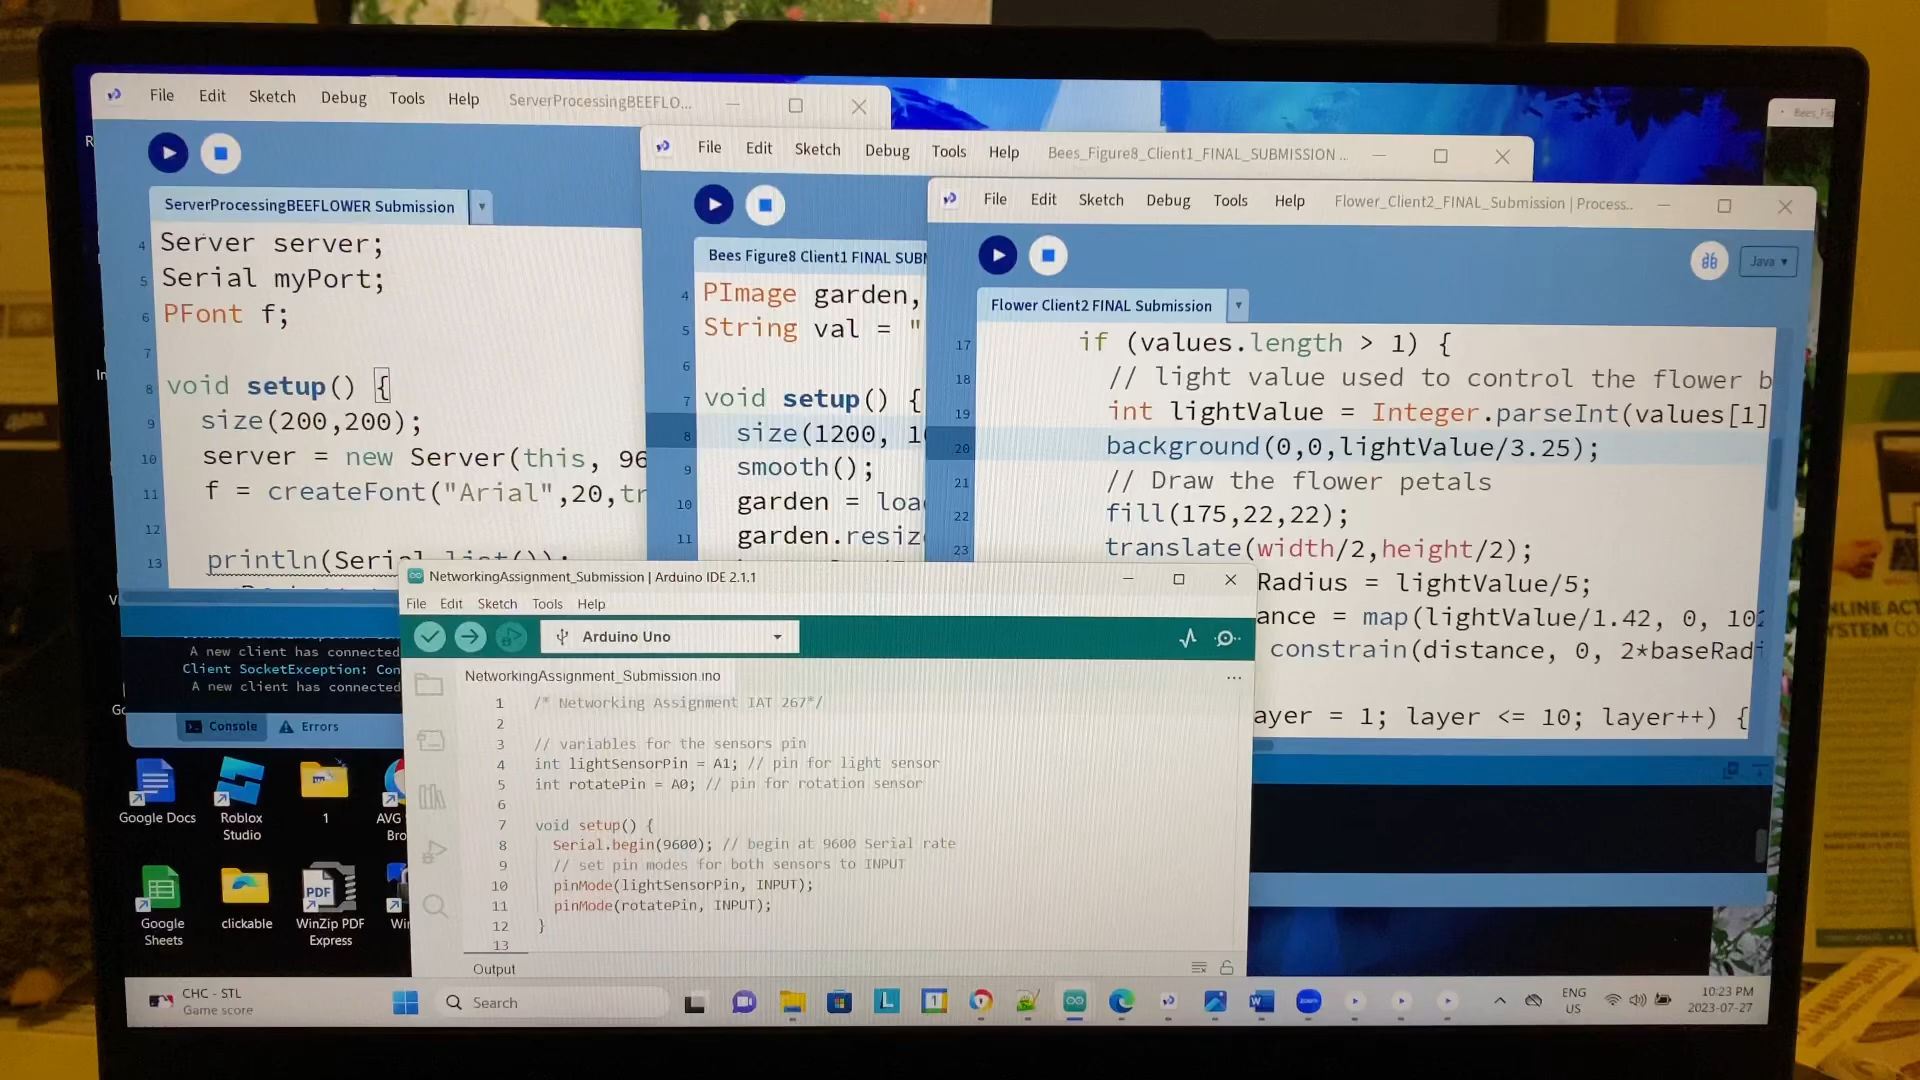 File Edit Sketch Debug Tools Help ServerProcessingBEEFLO...
ServerProcessingBEEFLOWER Submission
4 Server server;
5 Serial myPort;
6 PFont f;
7
8 void setup() {
9 size(200,200);
10 server = new Server(this, 96
11 f = createFont("Arial",20,tr
12
13 println(Serial.list());
A new client has connected
Client SocketException: Con
A new client has connected
Console Errors
File Edit Sketch Debug Tools Help Bees_Figure8_Client1_FINAL_SUBMISSION ...
Bees Figure8 Client1 FINAL SUBM
4 PImage garden,
5 String val = "
6
7 void setup() {
8 size(1200, 10
9 smooth();
10 garden = loa
11 garden.resiz
File Edit Sketch Debug Tools Help Flower_Client2_FINAL_Submission | Process...
Java
Flower Client2 FINAL Submission
17 if (values.length > 1) {
18 // light value used to control the flower b
19 int lightValue = Integer.parseInt(values[1]
20 background(0,0,lightValue/3.25);
21 // Draw the flower petals
22 fill(175,22,22);
23 translate(width/2,height/2);
Radius = lightValue/5;
ance = map(lightValue/1.42, 0, 102
constrain(distance, 0, 2*baseRadi
ayer = 1; layer <= 10; layer++) {
NetworkingAssignment_Submission | Arduino IDE 2.1.1
File Edit Sketch Tools Help
Arduino Uno
NetworkingAssignment_Submission.ino
1 /* Networking Assignment IAT 267*/
2
3 // variables for the sensors pin
4 int lightSensorPin = A1; // pin for light sensor
5 int rotatePin = A0; // pin for rotation sensor
6
7 void setup() {
8 Serial.begin(9600); // begin at 9600 Serial rate
9 // set pin modes for both sensors to INPUT
10 pinMode(lightSensorPin, INPUT);
11 pinMode(rotatePin, INPUT);
12 }
13
Output
Google Docs
Roblox
Studio
1
AVG
Bro
Google
Sheets
clickable
WinZip PDF
Express
Wi
CHC - STL
Game score
Search
ENG
US
10:23 PM
2023-07-27
NLINE ACT
YSTEM CO